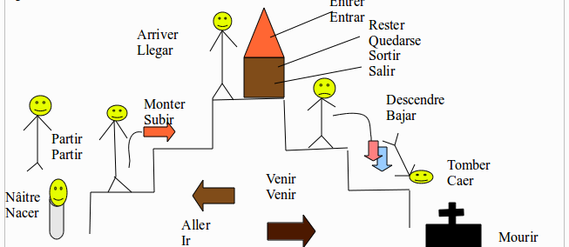 Entrer
Entrar
Arriver
Llegar
Rester
Quedarse
Sortir
Salir
Monter
Subir
Descendre
Bajar
Partir
Partir
Tomber
Caer
Nâitre
Nacer
Venir
Venir
Aller
Ir
Mourir